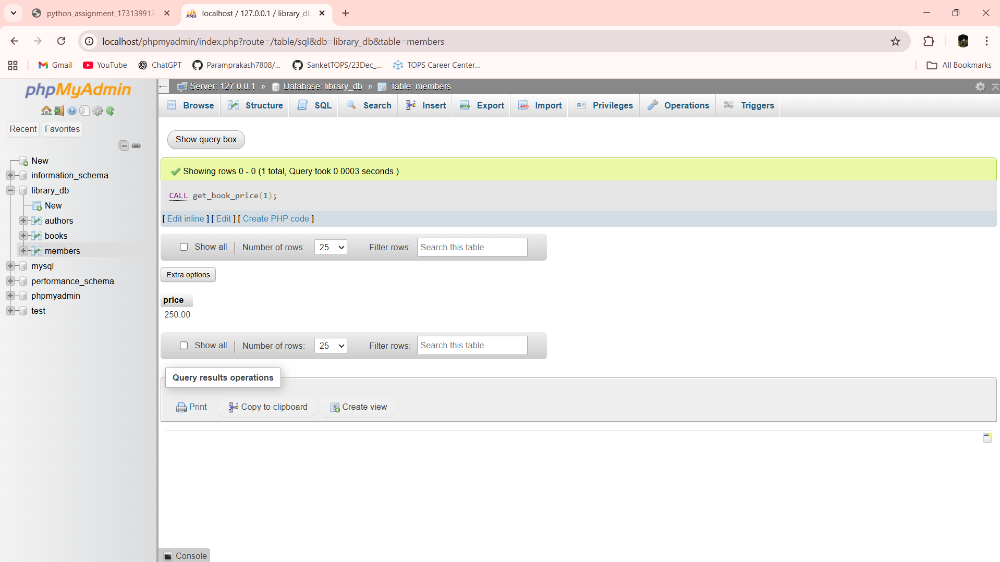 python_assignment_173139913
localhost / 127.0.0.1 / library_db
localhost/phpmyadmin/index.php?route=/table/sql&db=library_db&table=members
Gmail YouTube ChatGPT Paramprakash7808/... SanketTOPS/23Dec_... TOPS Career Center... All Bookmarks
phpMyAdmin
Recent Favorites
New
information_schema
library_db
New
authors
books
members
mysql
performance_schema
phpmyadmin
test
Server: 127.0.0.1 » Database: library_db » Table: members
Browse Structure SQL Search Insert Export Import Privileges Operations Triggers
Show query box
Showing rows 0 - 0 (1 total, Query took 0.0003 seconds.)
CALL get_book_price(1);
[ Edit inline ] [ Edit ] [ Create PHP code ]
Show all | Number of rows: 25 Filter rows: Search this table
Extra options
price
250.00
Show all | Number of rows: 25 Filter rows: Search this table
Query results operations
Print Copy to clipboard Create view
Console